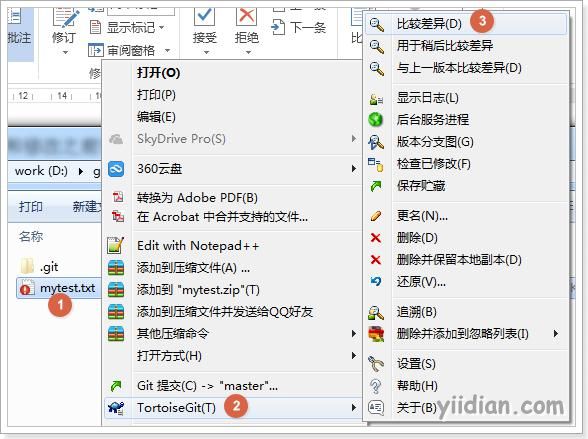 批注
修订
显示标记
审阅窗格
修
接受
拒绝
上一条
下一条
比
12
14
work (D:)
g
打印
新建文
名称
.git
mytest.txt
1
打开(O)
打印(P)
编辑(E)
SkyDrive Pro(S)
360云盘
转换为 Adobe PDF(B)
在 Acrobat 中合并支持的文件...
Edit with Notepad++
添加到压缩文件(A) ...
添加到 "mytest.zip"(T)
添加到压缩文件并发送给QQ好友
其他压缩命令
打开方式(H)
Git 提交(C) -> "master"...
TortoiseGit(T)
2
比较差异(D)
3
用于稍后比较差异
与上一版本比较差异(D)
显示日志(L)
后台服务进程
版本分支图(G)
检查已修改(F)
保存贮藏
更名(N)...
删除(D)
删除并保留本地副本(D)
还原(V)...
追溯(B)
删除并添加到忽略列表(I)
设置(S)
帮助(H)
关于(B)
yiidian.com